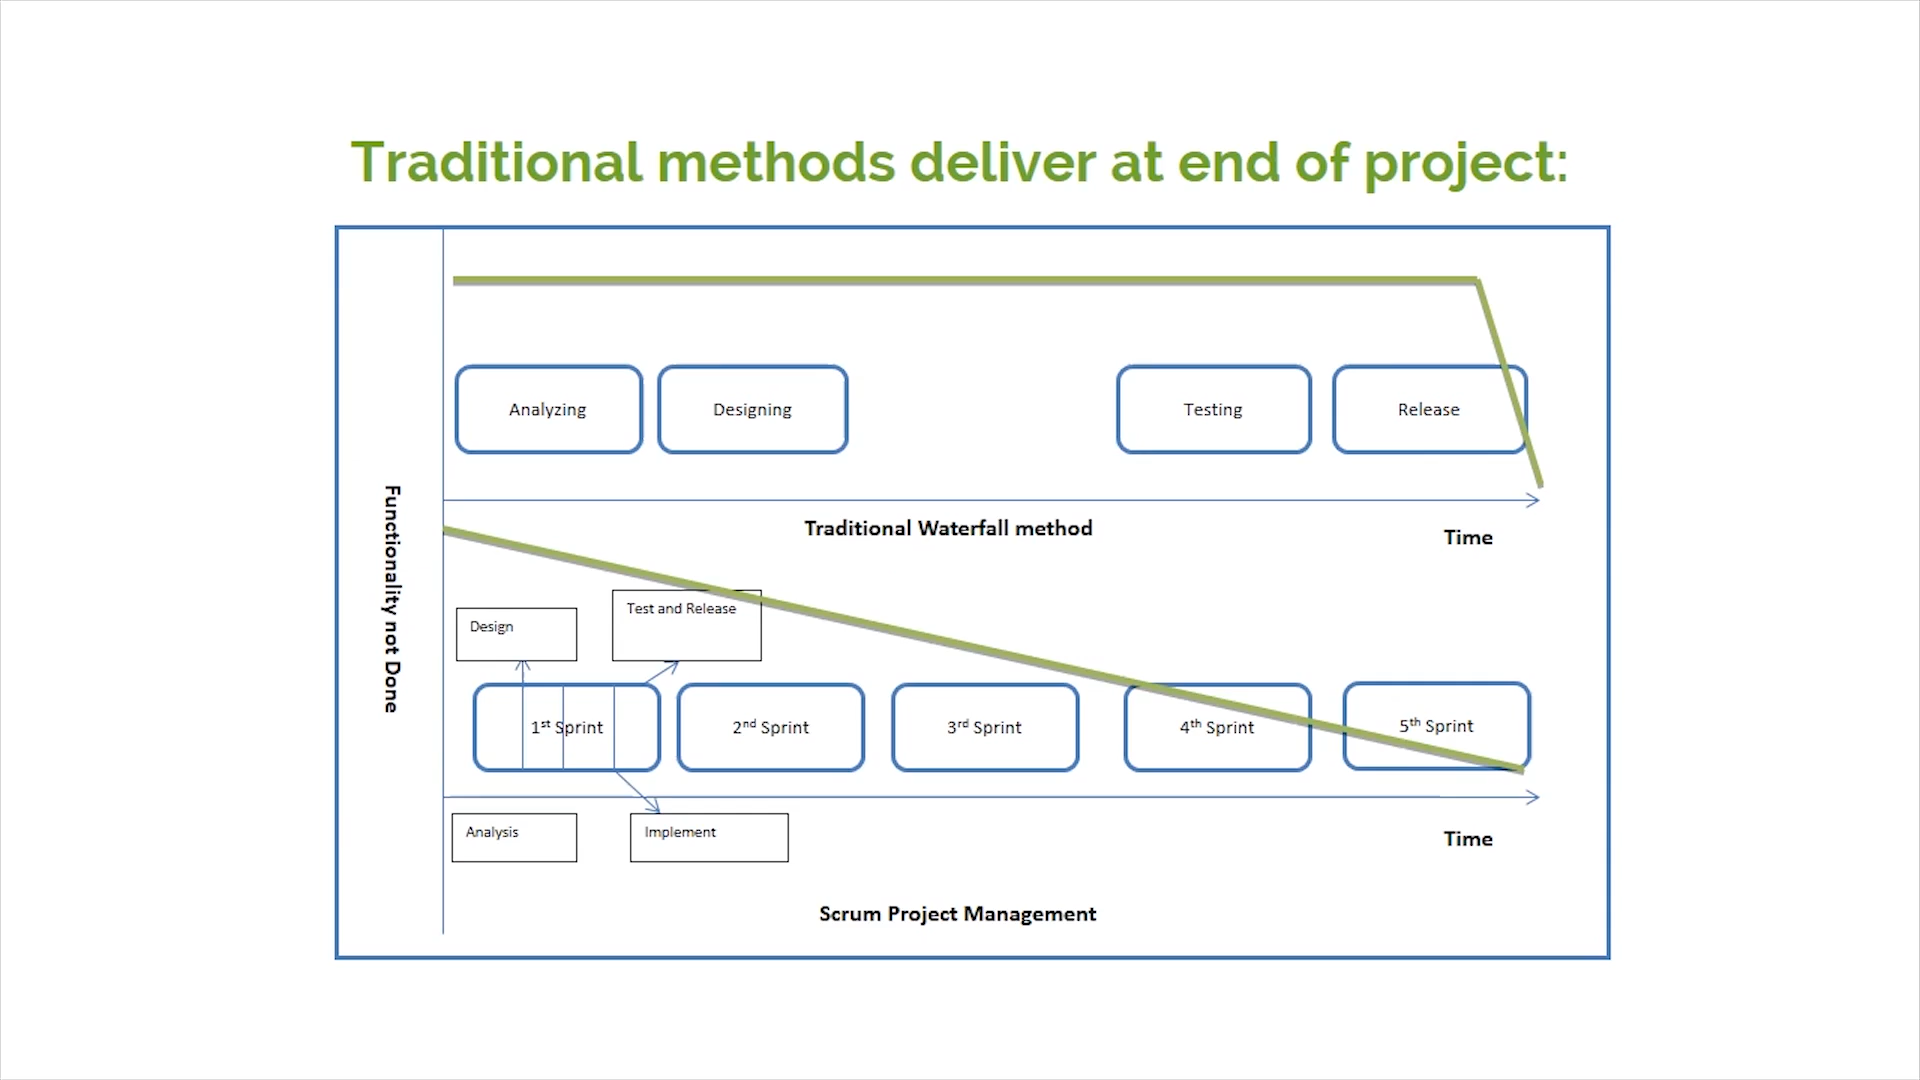 Traditional methods deliver at end of project:
Functionality not Done
Analyzing
Designing
Testing
Release
Traditional Waterfall method
Time
Design
Test and Release
1st Sprint
2nd Sprint
3rd Sprint
4th Sprint
5th Sprint
Analysis
Implement
Time
Scrum Project Management